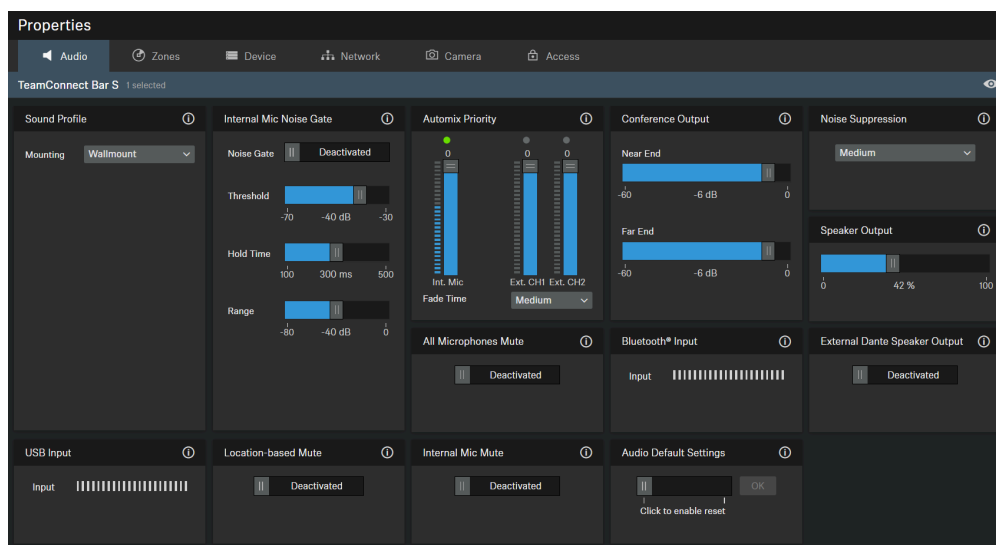 Properties
Audio
Zones
Device
Network
Camera
Access
TeamConnect Bar S 1 selected
Sound Profile
Mounting Wallmount
Internal Mic Noise Gate
Noise Gate Deactivated
Threshold
-70 -40 dB -30
Hold Time
100 300 ms 500
Range
-80 -40 dB 0
Automix Priority
0 0 0
Int. Mic Ext. CH1 Ext. CH2
Fade Time Medium
Conference Output
Near End
-60 -6 dB 0
Far End
-60 -6 dB 0
Noise Suppression
Medium
Speaker Output
0 42 % 100
All Microphones Mute
Deactivated
Bluetooth® Input
Input
External Dante Speaker Output
Deactivated
USB Input
Input
Location-based Mute
Deactivated
Internal Mic Mute
Deactivated
Audio Default Settings
OK
Click to enable reset